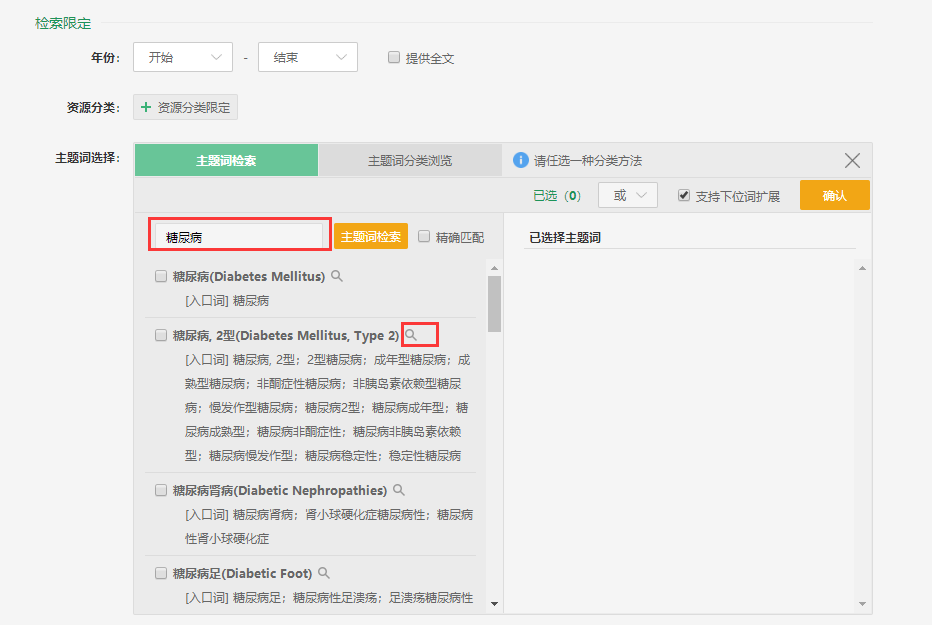 检索限定
年份： 开始 - 结束 提供全文
资源分类： + 资源分类限定
主题词选择： 主题词检索 主题词分类浏览 请任选一种分类方法
已选（0） 或 支持下位词扩展 确认
糖尿病 主题词检索 精确匹配 已选择主题词
糖尿病(Diabetes Mellitus)
[入口词] 糖尿病
糖尿病, 2型(Diabetes Mellitus, Type 2)
[入口词] 糖尿病, 2型；2型糖尿病；成年型糖尿病；成
熟型糖尿病；非酮症性糖尿病；非胰岛素依赖型糖尿
病；慢发作型糖尿病；糖尿病2型；糖尿病成年型；糖
尿病成熟型；糖尿病非酮症性；糖尿病非胰岛素依赖
型；糖尿病慢发作型；糖尿病稳定性；稳定性糖尿病
糖尿病肾病(Diabetic Nephropathies)
[入口词] 糖尿病肾病；肾小球硬化症糖尿病性；糖尿病
性肾小球硬化症
糖尿病足(Diabetic Foot)
[入口词] 糖尿病足；糖尿病性足溃疡；足溃疡糖尿病性